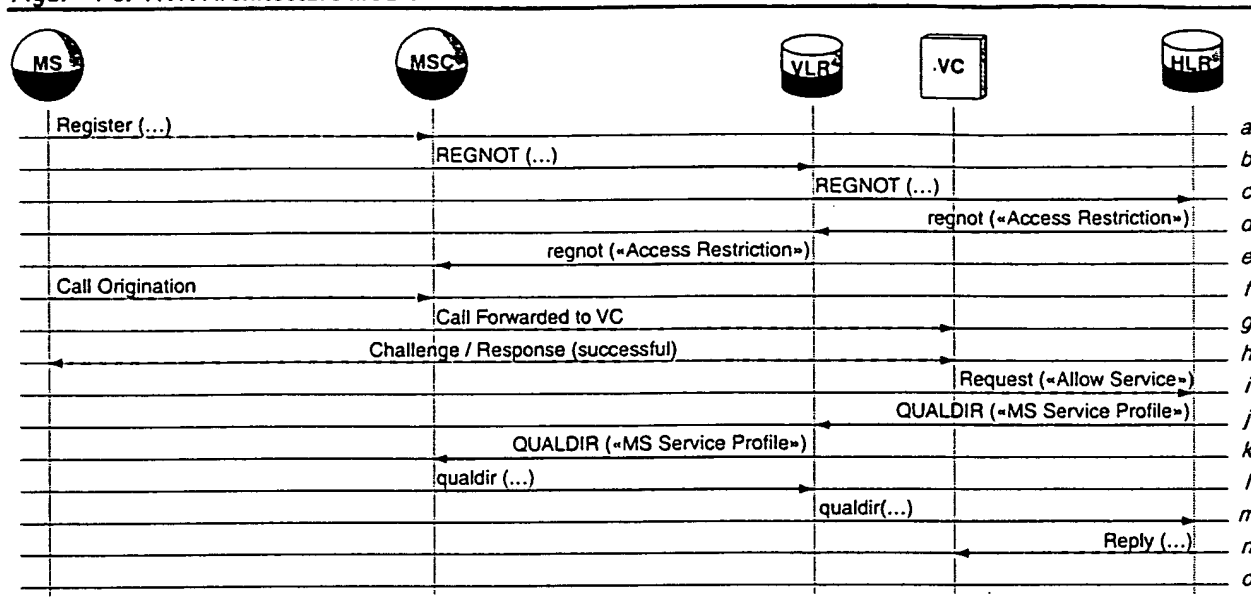 MS MSC VLR VC HLR
Register (...) a
REGNOT (...) b
REGNOT (...) c
regnot («Access Restriction») d
regnot («Access Restriction») e
Call Origination f
Call Forwarded to VC g
Challenge / Response (successful) h
Request («Allow Service») i
QUALDIR («MS Service Profile») j
QUALDIR («MS Service Profile») k
qualdir (...) l
qualdir(...) m
Reply (...) n
o